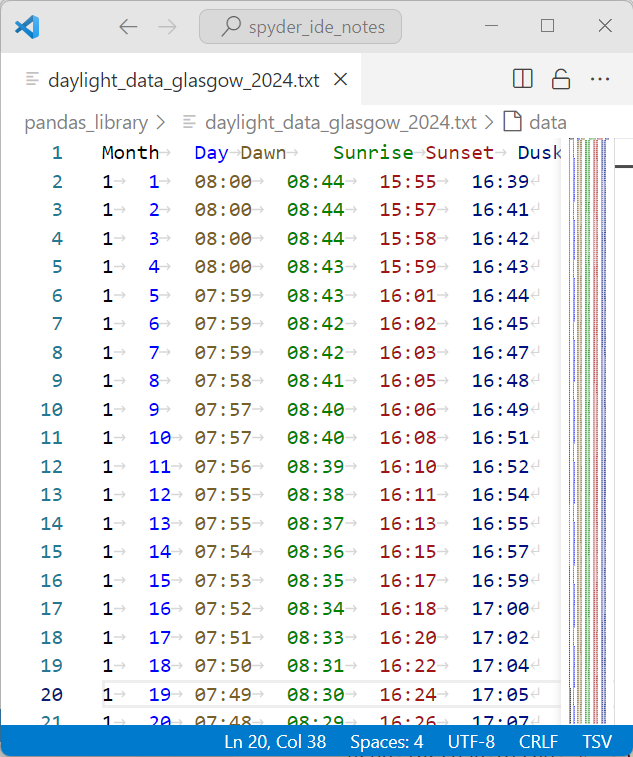 spyder_ide_notes
daylight_data_glasgow_2024.txt
pandas_library > daylight_data_glasgow_2024.txt > data
1 Month Day Dawn Sunrise Sunset Dusk
2 1 1 08:00 08:44 15:55 16:39
3 1 2 08:00 08:44 15:57 16:41
4 1 3 08:00 08:44 15:58 16:42
5 1 4 08:00 08:43 15:59 16:43
6 1 5 07:59 08:43 16:01 16:44
7 1 6 07:59 08:42 16:02 16:45
8 1 7 07:59 08:42 16:03 16:47
9 1 8 07:58 08:41 16:05 16:48
10 1 9 07:57 08:40 16:06 16:49
11 1 10 07:57 08:40 16:08 16:51
12 1 11 07:56 08:39 16:10 16:52
13 1 12 07:55 08:38 16:11 16:54
14 1 13 07:55 08:37 16:13 16:55
15 1 14 07:54 08:36 16:15 16:57
16 1 15 07:53 08:35 16:17 16:59
17 1 16 07:52 08:34 16:18 17:00
18 1 17 07:51 08:33 16:20 17:02
19 1 18 07:50 08:31 16:22 17:04
20 1 19 07:49 08:30 16:24 17:05
21 1 20 07:48 08:29 16:26 17:07
Ln 20, Col 38 Spaces: 4 UTF-8 CRLF TSV